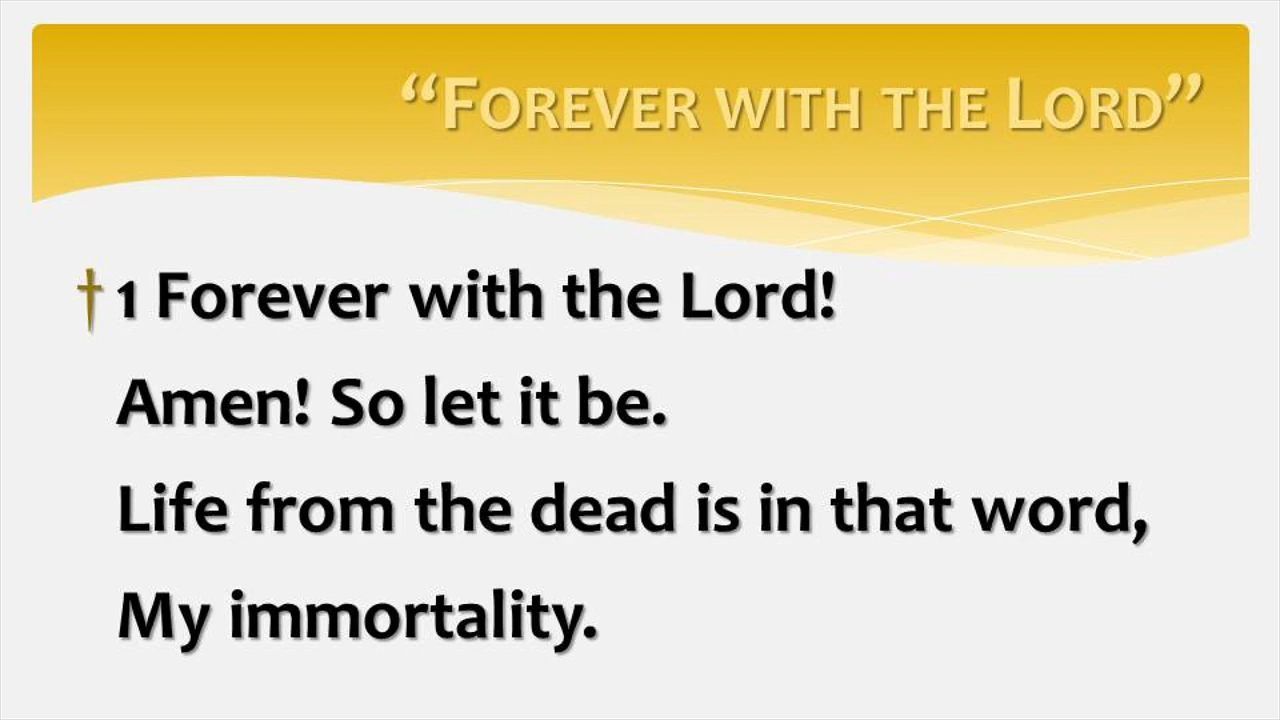 “FOREVER WITH THE LORD”
† 1 Forever with the Lord!
Amen! So let it be.
Life from the dead is in that word,
My immortality.